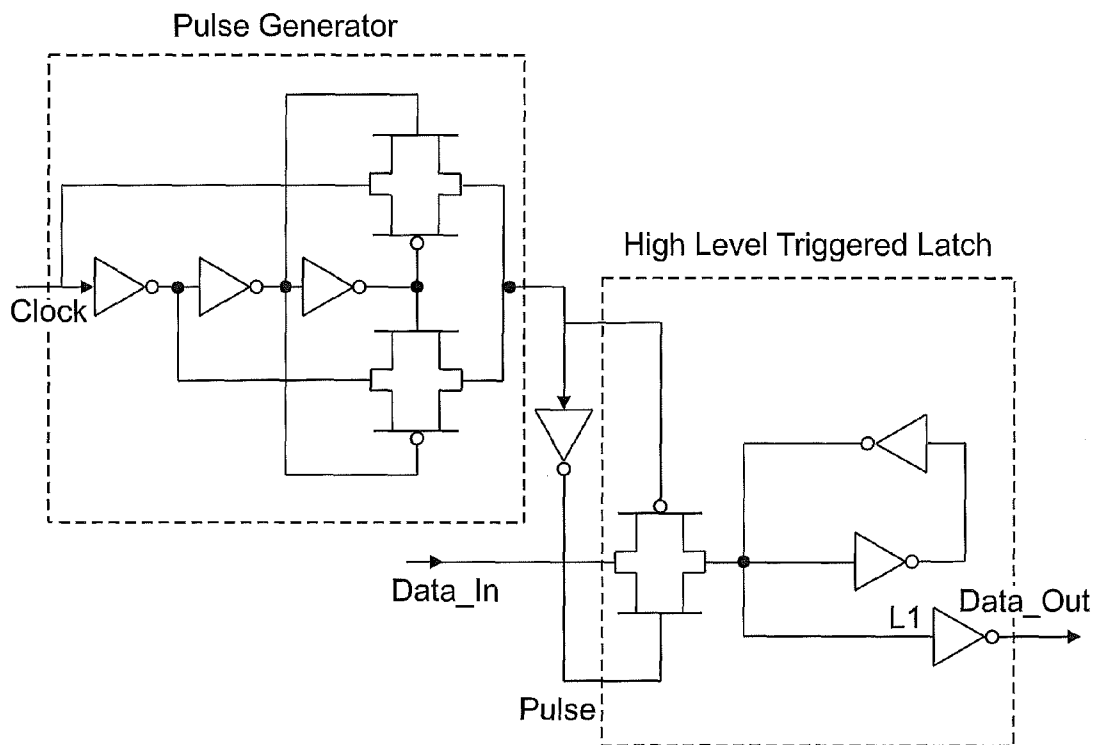 Pulse Generator
Clock
High Level Triggered Latch
Data_In
L1
Data_Out
Pulse